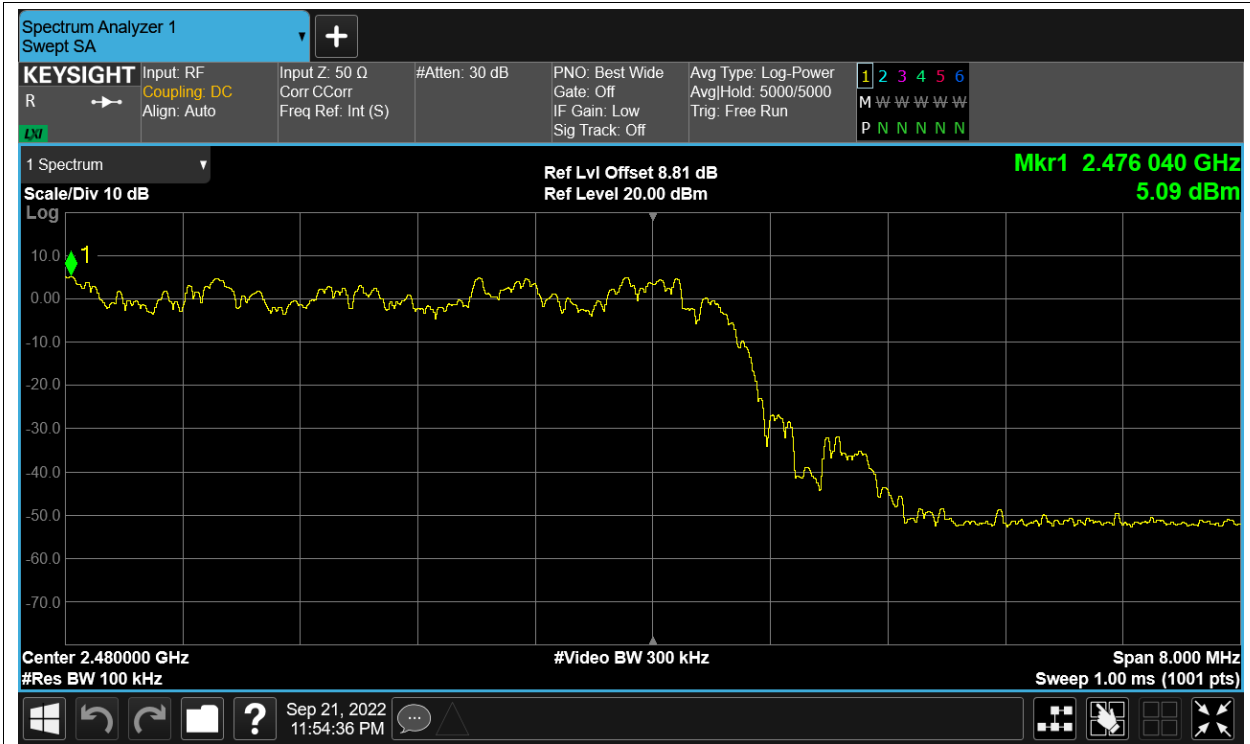 Spectrum Analyzer 1
Swept SA
KEYSIGHT
R
LXI
Input: RF
Coupling: DC
Align: Auto
Input Z: 50 Ω
Corr CCorr
Freq Ref: Int (S)
#Atten: 30 dB
PNO: Best Wide
Gate: Off
IF Gain: Low
Sig Track: Off
Avg Type: Log-Power
Avg|Hold: 5000/5000
Trig: Free Run
1 2 3 4 5 6
M W W W W W W
P N N N N N N
1 Spectrum
Scale/Div 10 dB
Log
Ref Lvl Offset 8.81 dB
Ref Level 20.00 dBm
Mkr1 2.476 040 GHz
5.09 dBm
1
10.0
0.00
-10.0
-20.0
-30.0
-40.0
-50.0
-60.0
-70.0
Center 2.480000 GHz
#Res BW 100 kHz
#Video BW 300 kHz
Span 8.000 MHz
Sweep 1.00 ms (1001 pts)
?
Sep 21, 2022
11:54:36 PM